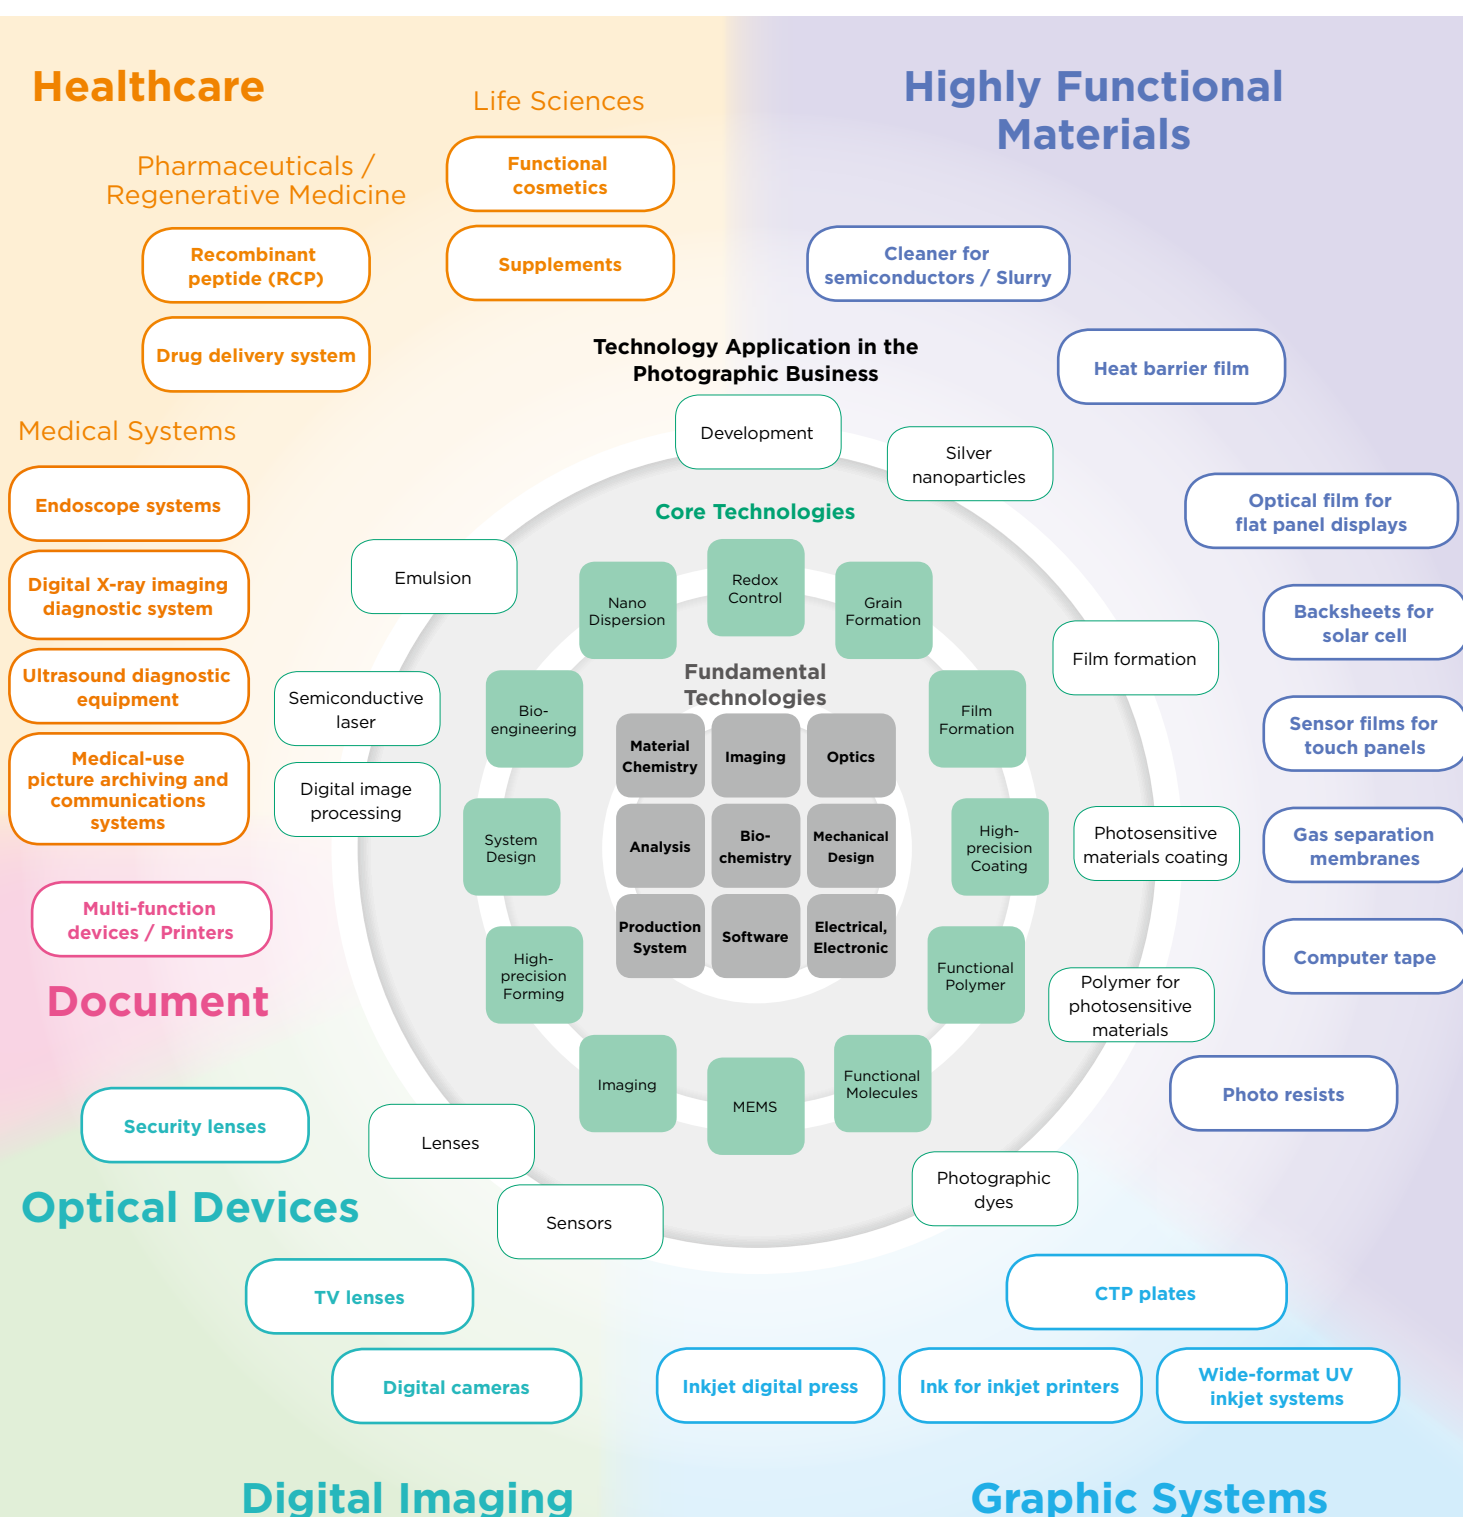 Healthcare
Life Sciences
Functional
cosmetics
Supplements
Pharmaceuticals /
Regenerative Medicine
Recombinant
peptide (RCP)
Drug delivery system
Medical Systems
Endoscope systems
Digital X-ray imaging
diagnostic system
Ultrasound diagnostic
equipment
Medical-use
picture archiving and
communications
systems
Highly Functional
Materials
Cleaner for
semiconductors / Slurry
Heat barrier film
Optical film for
flat panel displays
Backsheets for
solar cell
Sensor films for
touch panels
Gas separation
membranes
Computer tape
Photo resists
Technology Application in the
Photographic Business
Development
Silver
nanoparticles
Emulsion
Film formation
Semiconductive
laser
Digital image
processing
Photosensitive
materials coating
Polymer for
photosensitive
materials
Lenses
Sensors
Photographic
dyes
Core Technologies
Nano
Dispersion
Redox
Control
Grain
Formation
Bio-
engineering
Film
Formation
System
Design
High-
precision
Coating
High-
precision
Forming
Functional
Polymer
Imaging
MEMS
Functional
Molecules
Fundamental
Technologies
Material
Chemistry
Imaging
Optics
Analysis
Bio-
chemistry
Mechanical
Design
Production
System
Software
Electrical,
Electronic
Multi-function
devices / Printers
Document
Security lenses
Optical Devices
TV lenses
Digital cameras
Digital Imaging
CTP plates
Inkjet digital press
Ink for inkjet printers
Wide-format UV
inkjet systems
Graphic Systems